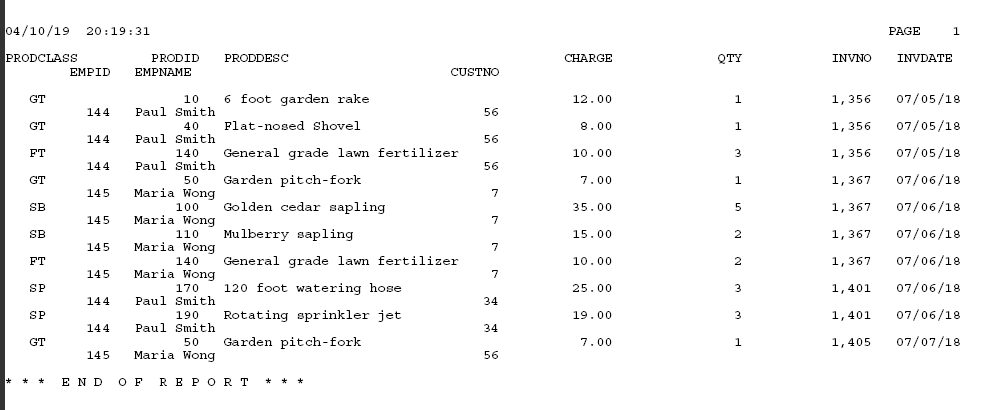 04/10/19 20:19:31 PAGE 1
PRODCLASS PRODID PRODDESC CHARGE QTY INVNO INVDATE
EMPID EMPNAME CUSTNO
GT 10 6 foot garden rake 12.00 1 1,356 07/05/18
144 Paul Smith 56
GT 40 Flat-nosed Shovel 8.00 1 1,356 07/05/18
144 Paul Smith 56
FT 140 General grade lawn fertilizer 10.00 3 1,356 07/05/18
144 Paul Smith 56
GT 50 Garden pitch-fork 7.00 1 1,367 07/06/18
145 Maria Wong 7
SB 100 Golden cedar sapling 35.00 5 1,367 07/06/18
145 Maria Wong 7
SB 110 Mulberry sapling 15.00 2 1,367 07/06/18
145 Maria Wong 7
FT 140 General grade lawn fertilizer 10.00 2 1,367 07/06/18
145 Maria Wong 7
SP 170 120 foot watering hose 25.00 3 1,401 07/06/18
144 Paul Smith 34
SP 190 Rotating sprinkler jet 19.00 3 1,401 07/06/18
144 Paul Smith 34
GT 50 Garden pitch-fork 7.00 1 1,405 07/07/18
145 Maria Wong 56
* * * E N D O F R E P O R T * * *